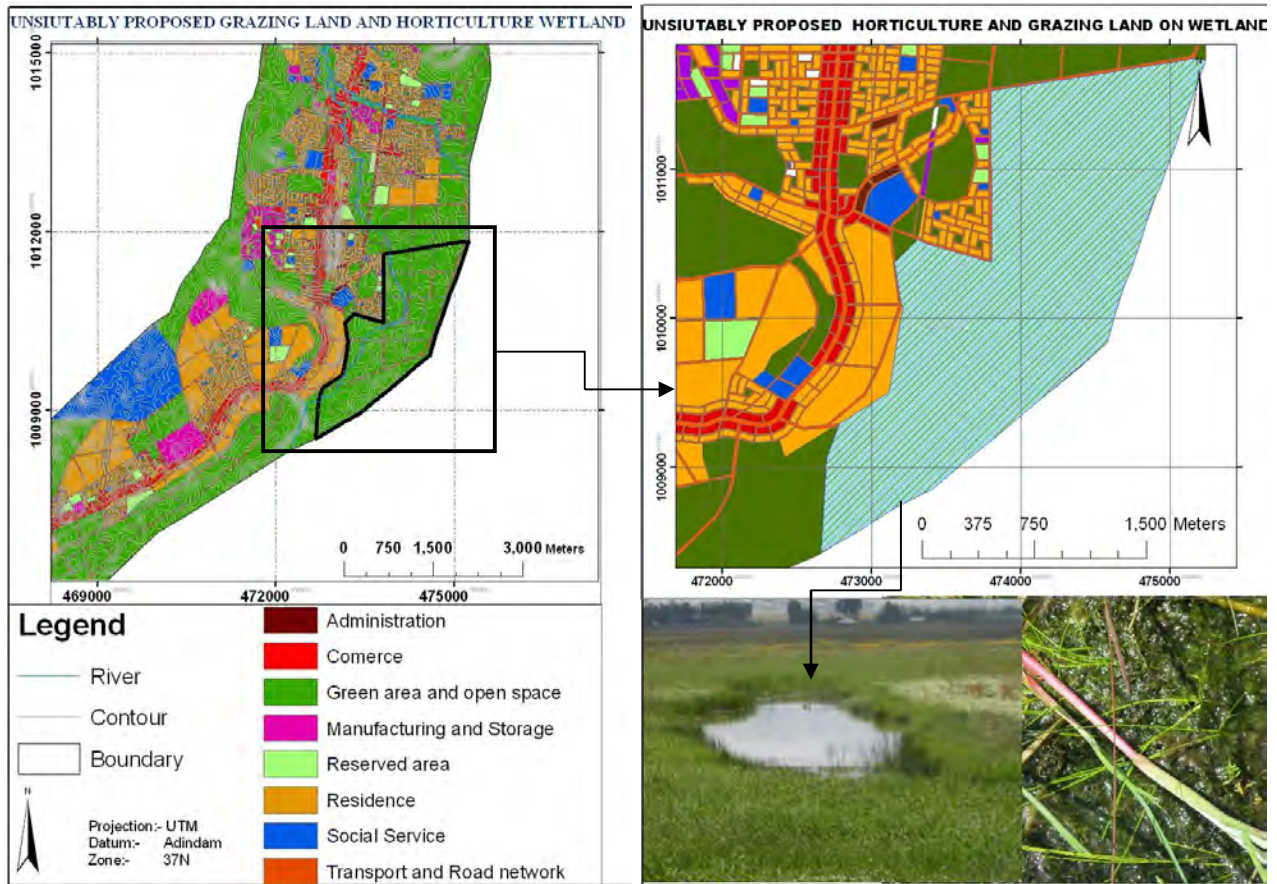 UNSIUTABLY PROPOSED GRAZING LAND AND HORTICULTURE WETLAND
1015000
1012000
1009000
0 750 1,500 3,000 Meters
469000 472000 475000
Legend
River
Contour
Boundary
N
Projection:- UTM
Datum:- Adindam
Zone:- 37N
Administration
Comerce
Green area and open space
Manufacturing and Storage
Reserved area
Residence
Social Service
Transport and Road network
UNSIUTABLY PROPOSED HORTICULTURE AND GRAZING LAND ON WETLAND
1011000
1010000
1009000
0 375 750 1,500 Meters
472000 473000 474000 475000